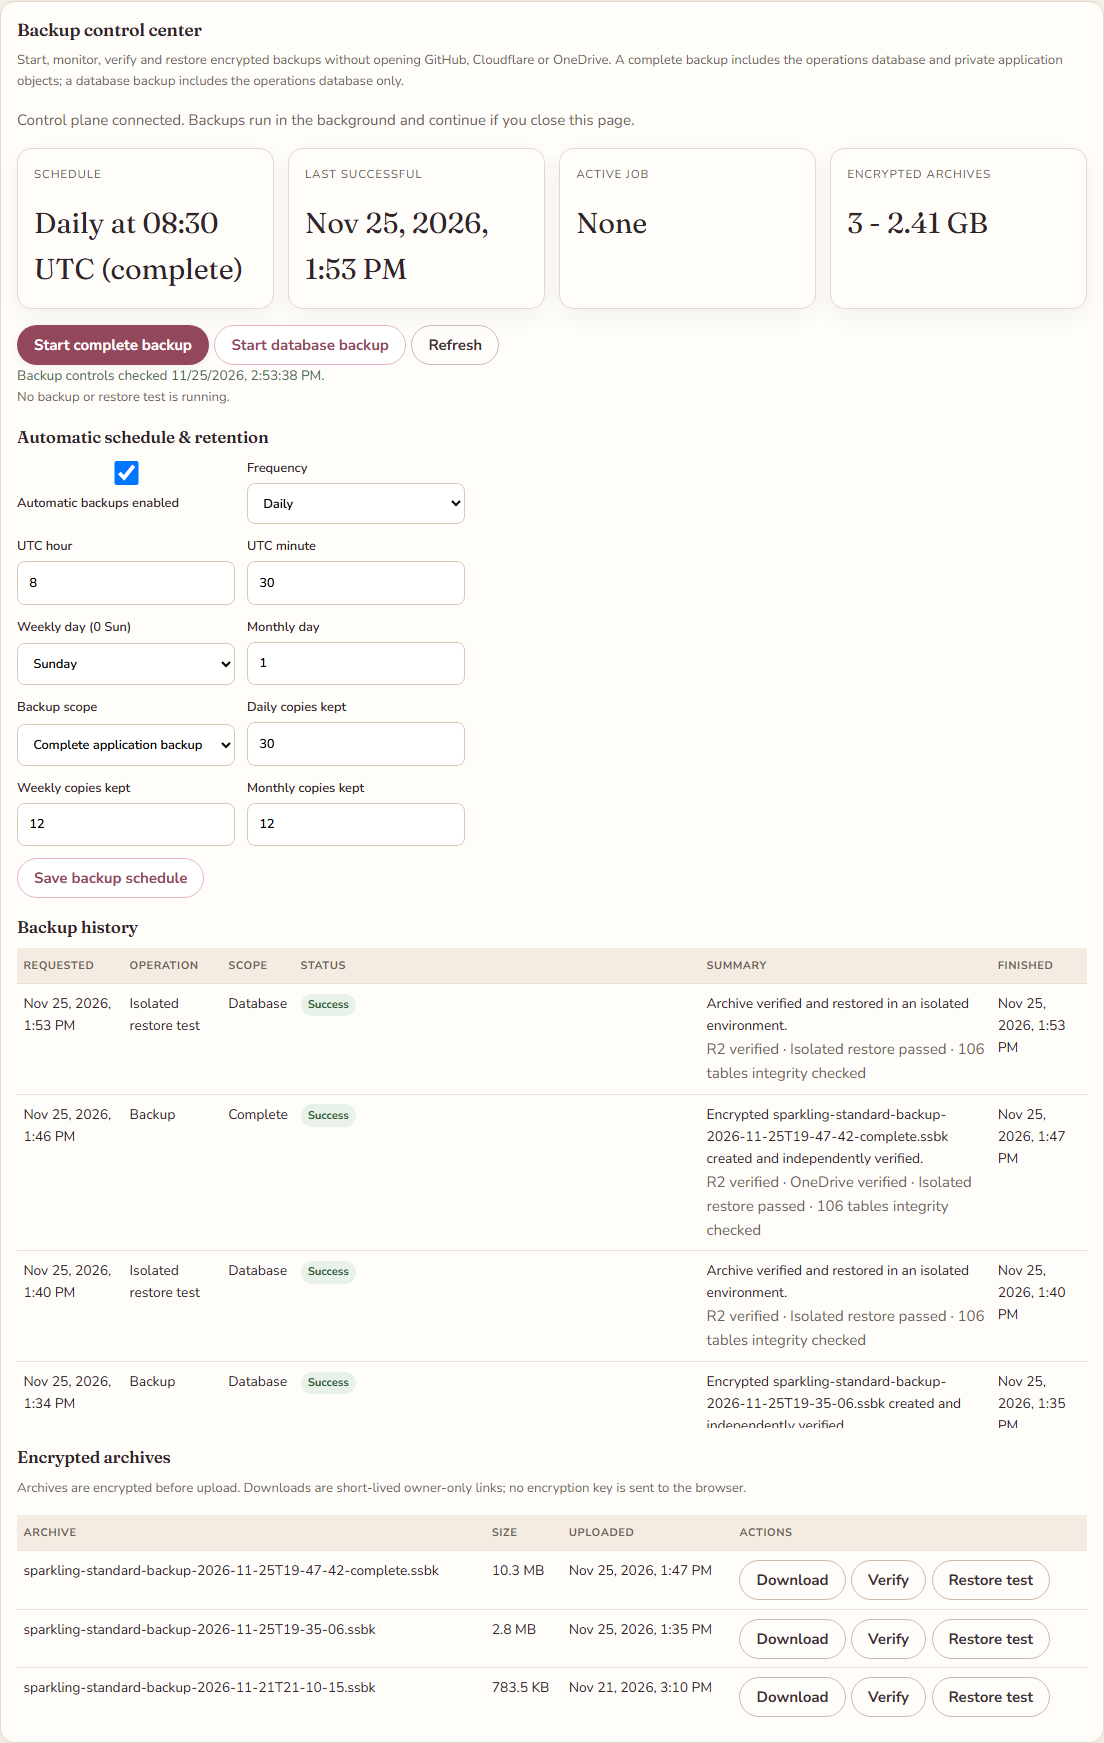 Backup control center
Start, monitor, verify and restore encrypted backups without opening GitHub, Cloudflare or OneDrive. A complete backup includes the operations database and private application
objects; a database backup includes the operations database only.
Control plane connected. Backups run in the background and continue if you close this page.
SCHEDULE
Daily at 08:30
UTC (complete)
LAST SUCCESSFUL
Nov 25, 2026,
1:53 PM
ACTIVE JOB
None
ENCRYPTED ARCHIVES
3 - 2.41 GB
Start complete backup
Start database backup
Refresh
Backup controls checked 11/25/2026, 2:53:38 PM.
No backup or restore test is running.
Automatic schedule & retention
Automatic backups enabled
Frequency
Daily
UTC hour
8
UTC minute
30
Weekly day (0 Sun)
Sunday
Monthly day
1
Backup scope
Complete application backup
Daily copies kept
30
Weekly copies kept
12
Monthly copies kept
12
Save backup schedule
Backup history
REQUESTED OPERATION SCOPE STATUS SUMMARY FINISHED
Nov 25, 2026,
1:53 PM
Isolated
restore test
Database
Success
Archive verified and restored in an isolated
environment.
R2 verified · Isolated restore passed · 106
tables integrity checked
Nov 25,
2026, 1:53
PM
Nov 25, 2026,
1:46 PM
Backup
Complete
Success
Encrypted sparkling-standard-backup-
2026-11-25T19-47-42-complete.ssbk
created and independently verified.
R2 verified · OneDrive verified · Isolated
restore passed · 106 tables integrity
checked
Nov 25,
2026, 1:47
PM
Nov 25, 2026,
1:40 PM
Isolated
restore test
Database
Success
Archive verified and restored in an isolated
environment.
R2 verified · Isolated restore passed · 106
tables integrity checked
Nov 25,
2026, 1:40
PM
Nov 25, 2026,
1:34 PM
Backup
Database
Success
Encrypted sparkling-standard-backup-
2026-11-25T19-35-06.ssbk created and
independently verified
Nov 25,
2026, 1:35
PM
Encrypted archives
Archives are encrypted before upload. Downloads are short-lived owner-only links; no encryption key is sent to the browser.
ARCHIVE SIZE UPLOADED ACTIONS
sparkling-standard-backup-2026-11-25T19-47-42-complete.ssbk 10.3 MB Nov 25, 2026, 1:47 PM Download Verify Restore test
sparkling-standard-backup-2026-11-25T19-35-06.ssbk 2.8 MB Nov 25, 2026, 1:35 PM Download Verify Restore test
sparkling-standard-backup-2026-11-21T21-10-15.ssbk 783.5 KB Nov 21, 2026, 3:10 PM Download Verify Restore test